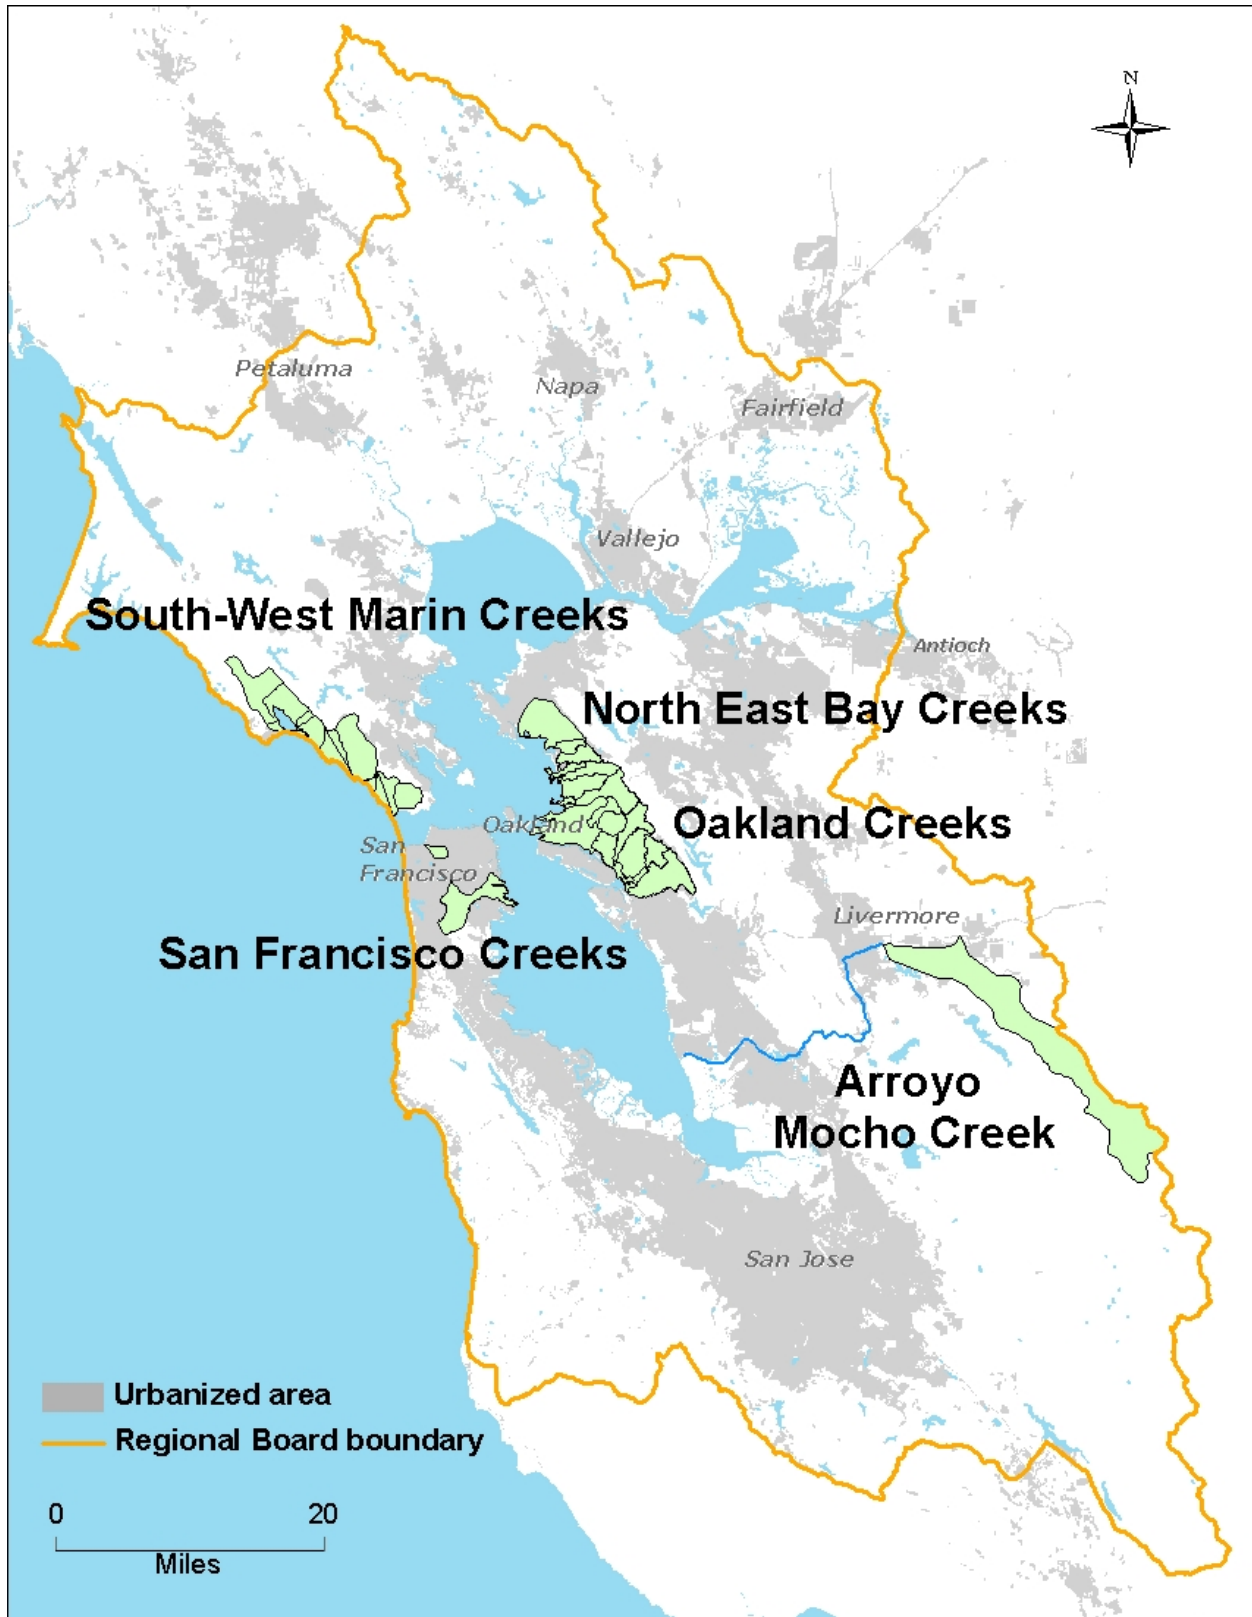 N
Petaluma
Napa
Fairfield
Vallejo
South-West Marin Creeks
Antioch
North East Bay Creeks
Oakland
Oakland Creeks
San
Francisco
Livermore
San Francisco Creeks
Arroyo
Mocho Creek
San Jose
Urbanized area
Regional Board boundary
0 20
Miles